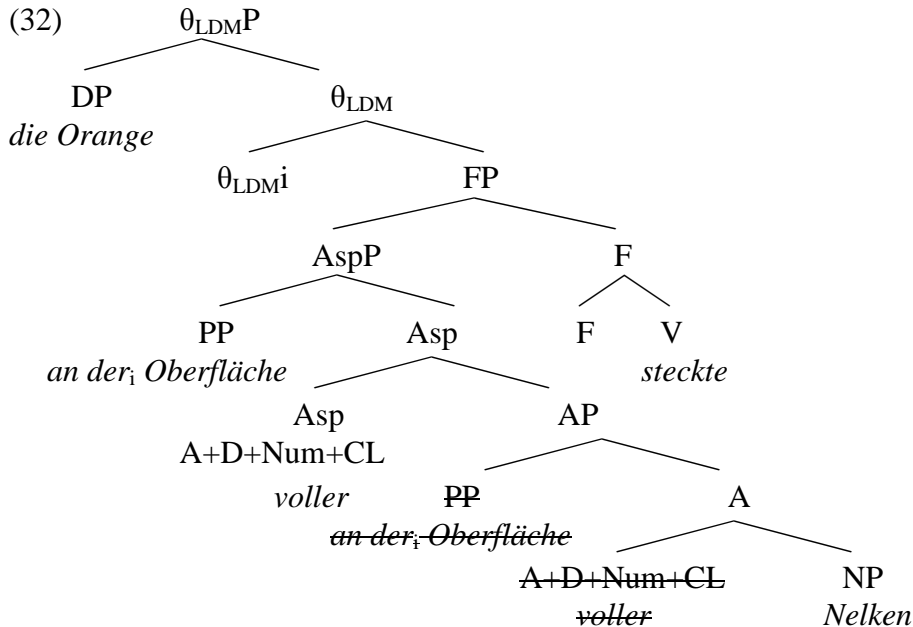 (32) θLDMP
DP θLDM
die Orange
θLDMi FP
AspP F
PP Asp F V
an deri Oberfläche steckte
Asp AP
A+D+Num+CL
voller PP A
an deri Oberfläche
A+D+Num+CL NP
voller Nelken